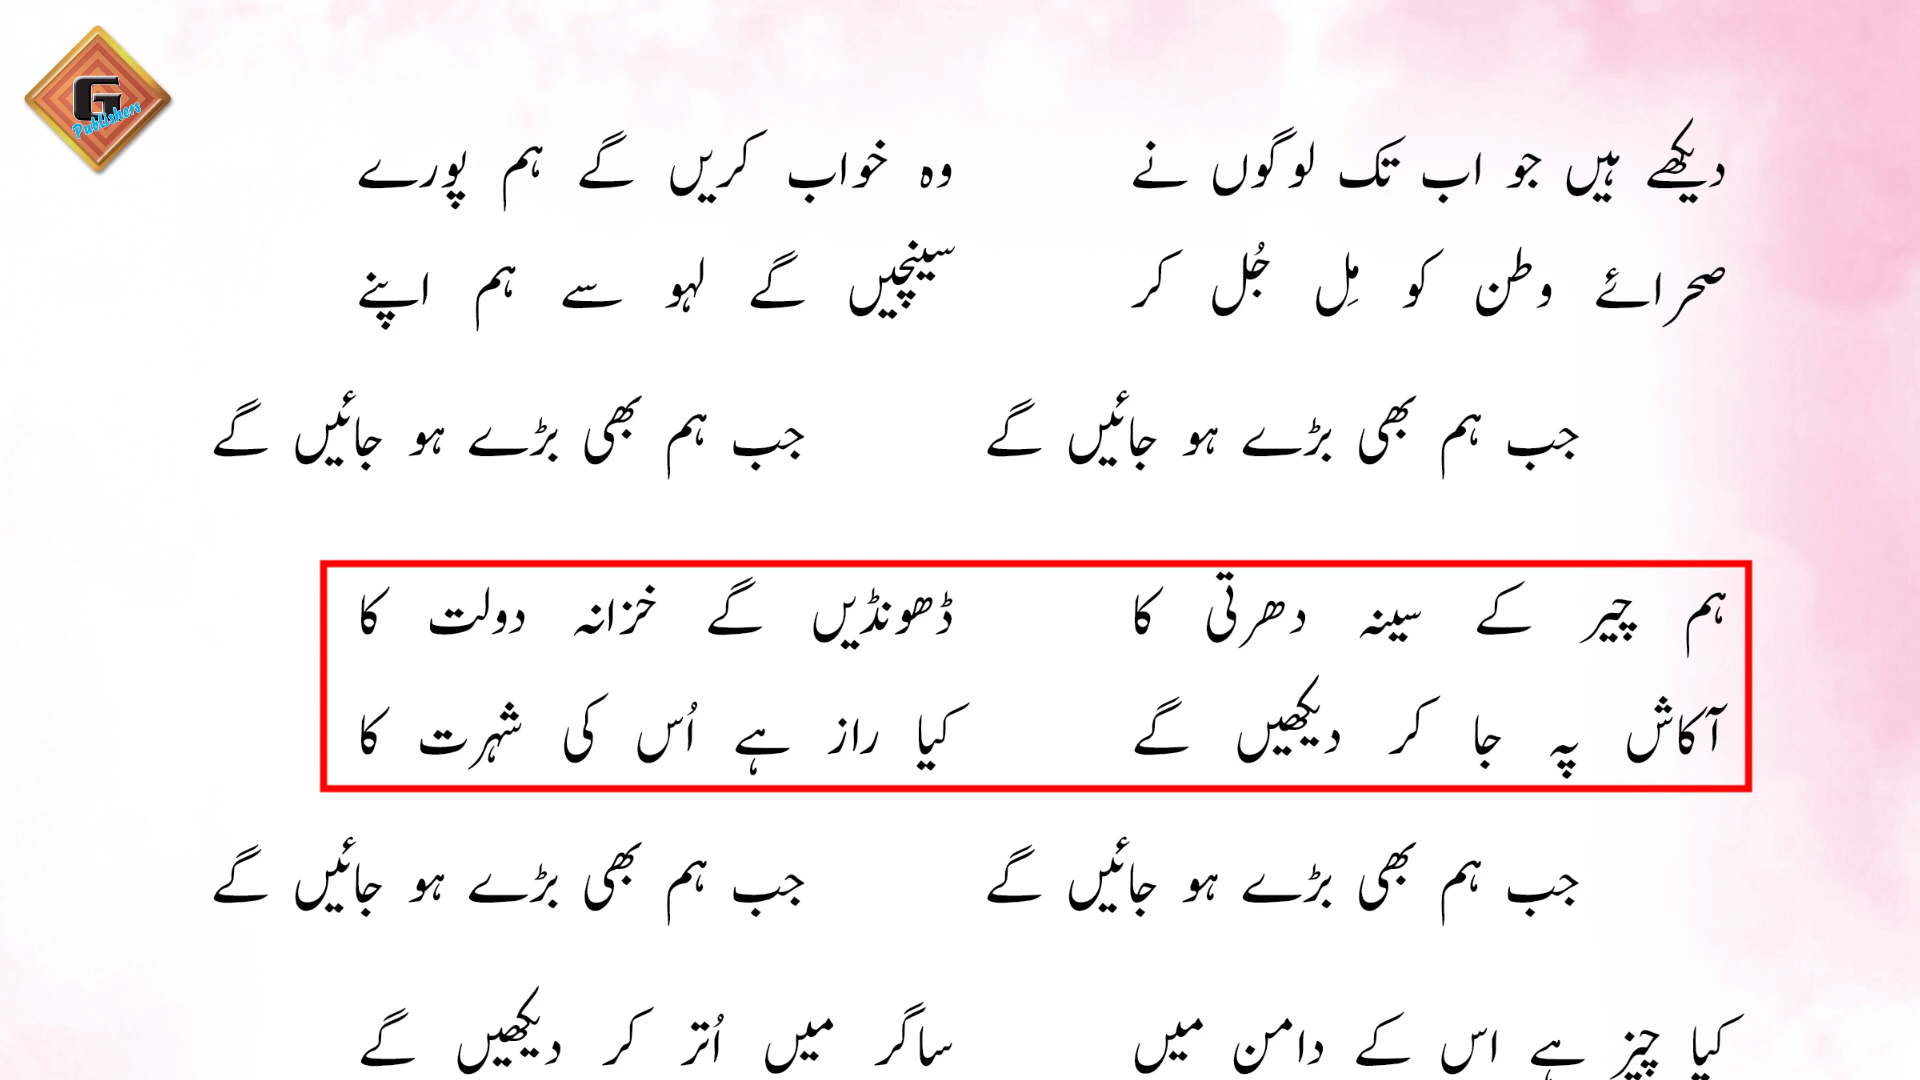 G
Publishers
دیکھے ہیں جو اب تک لوگوں نے وہ خواب کریں گے ہم پورے
صحرائے وطن کو مِل جُل کر سینچیں گے لہو سے ہم اپنے
جب ہم بھی بڑے ہو جائیں گے جب ہم بھی بڑے ہو جائیں گے
ہم چیر کے سینہ دھرتی کا ڈھونڈیں گے خزانہ دولت کا
آکاش پہ جا کر دیکھیں گے کیا راز ہے اُس کی شہرت کا
جب ہم بھی بڑے ہو جائیں گے جب ہم بھی بڑے ہو جائیں گے
کیا چیز ہے اس کے دامن میں ساگر میں اُتر کر دیکھیں گے